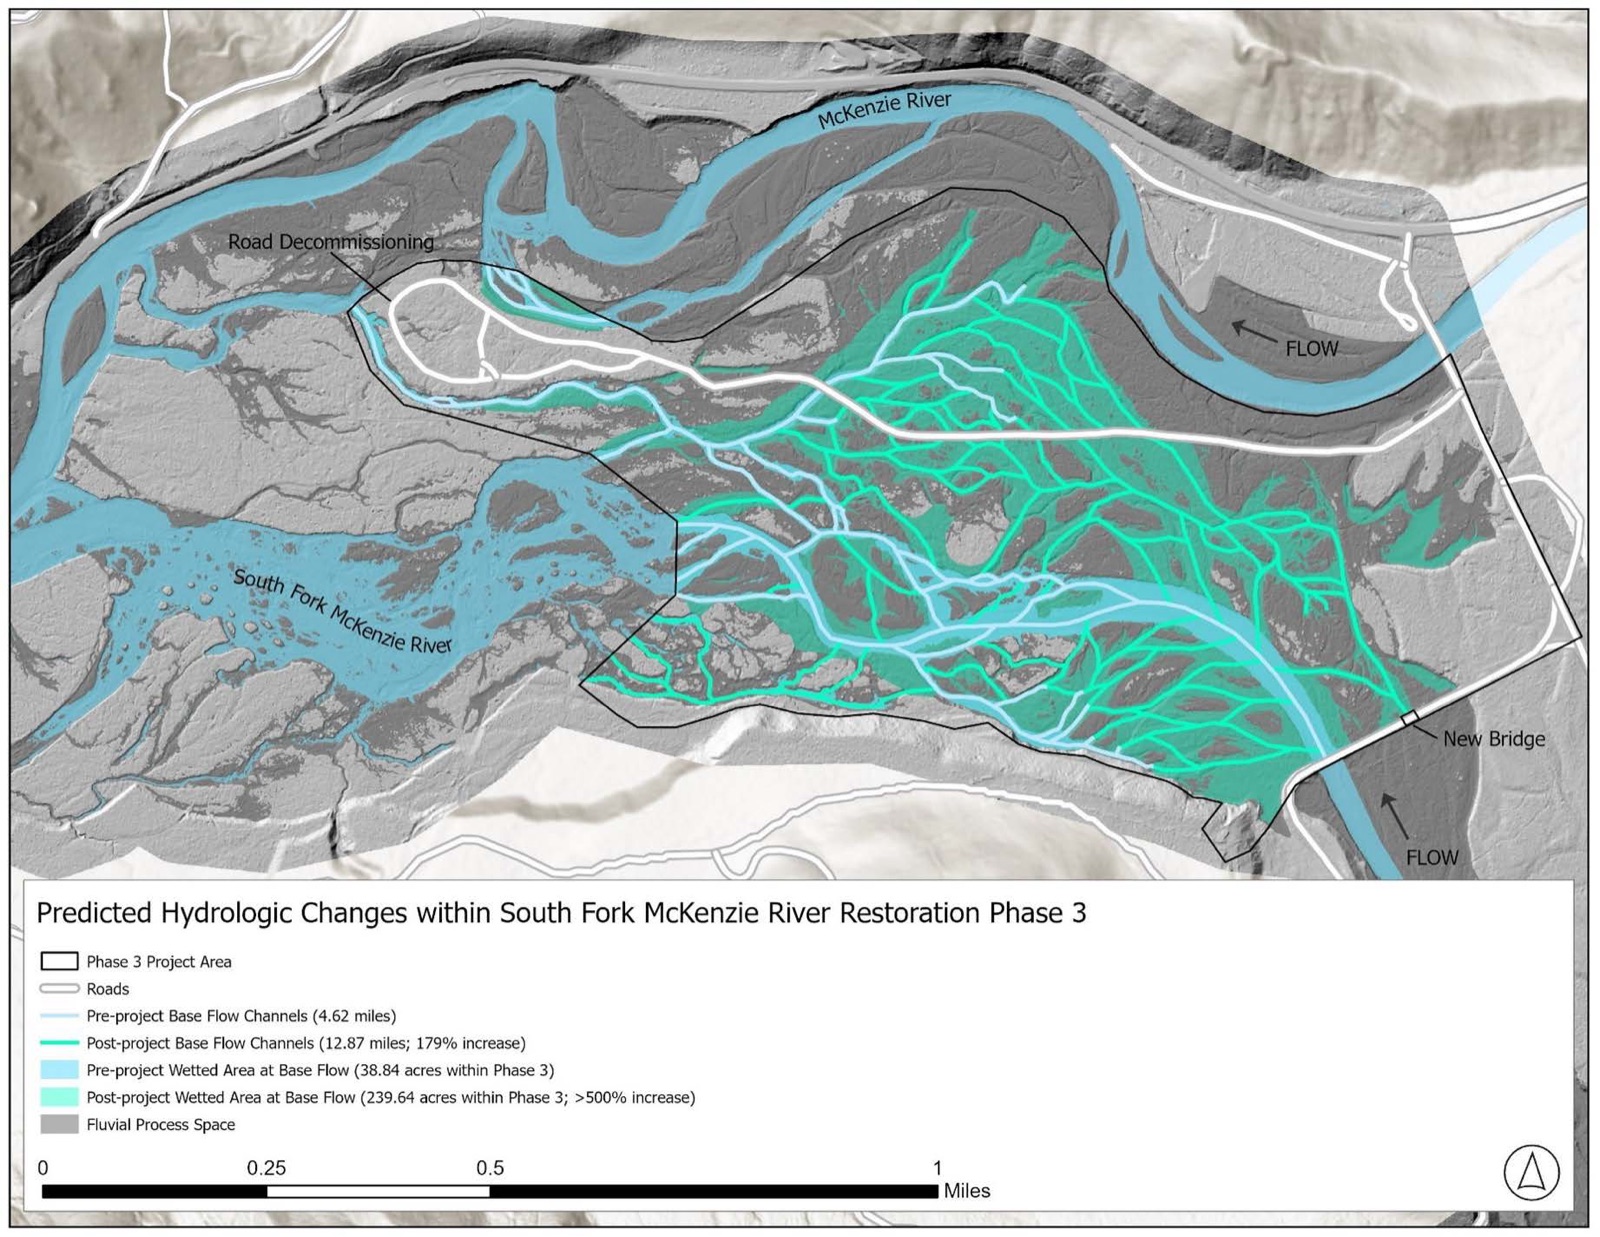 McKenzie River
Road Decommissioning
FLOW
South Fork McKenzie River
New Bridge
FLOW
Predicted Hydrologic Changes within South Fork McKenzie River Restoration Phase 3
Phase 3 Project Area
Roads
Pre-project Base Flow Channels (4.62 miles)
Post-project Base Flow Channels (12.87 miles; 179% increase)
Pre-project Wetted Area at Base Flow (38.84 acres within Phase 3)
Post-project Wetted Area at Base Flow (239.64 acres within Phase 3; >500% increase)
Fluvial Process Space
0 0.25 0.5 1
Miles